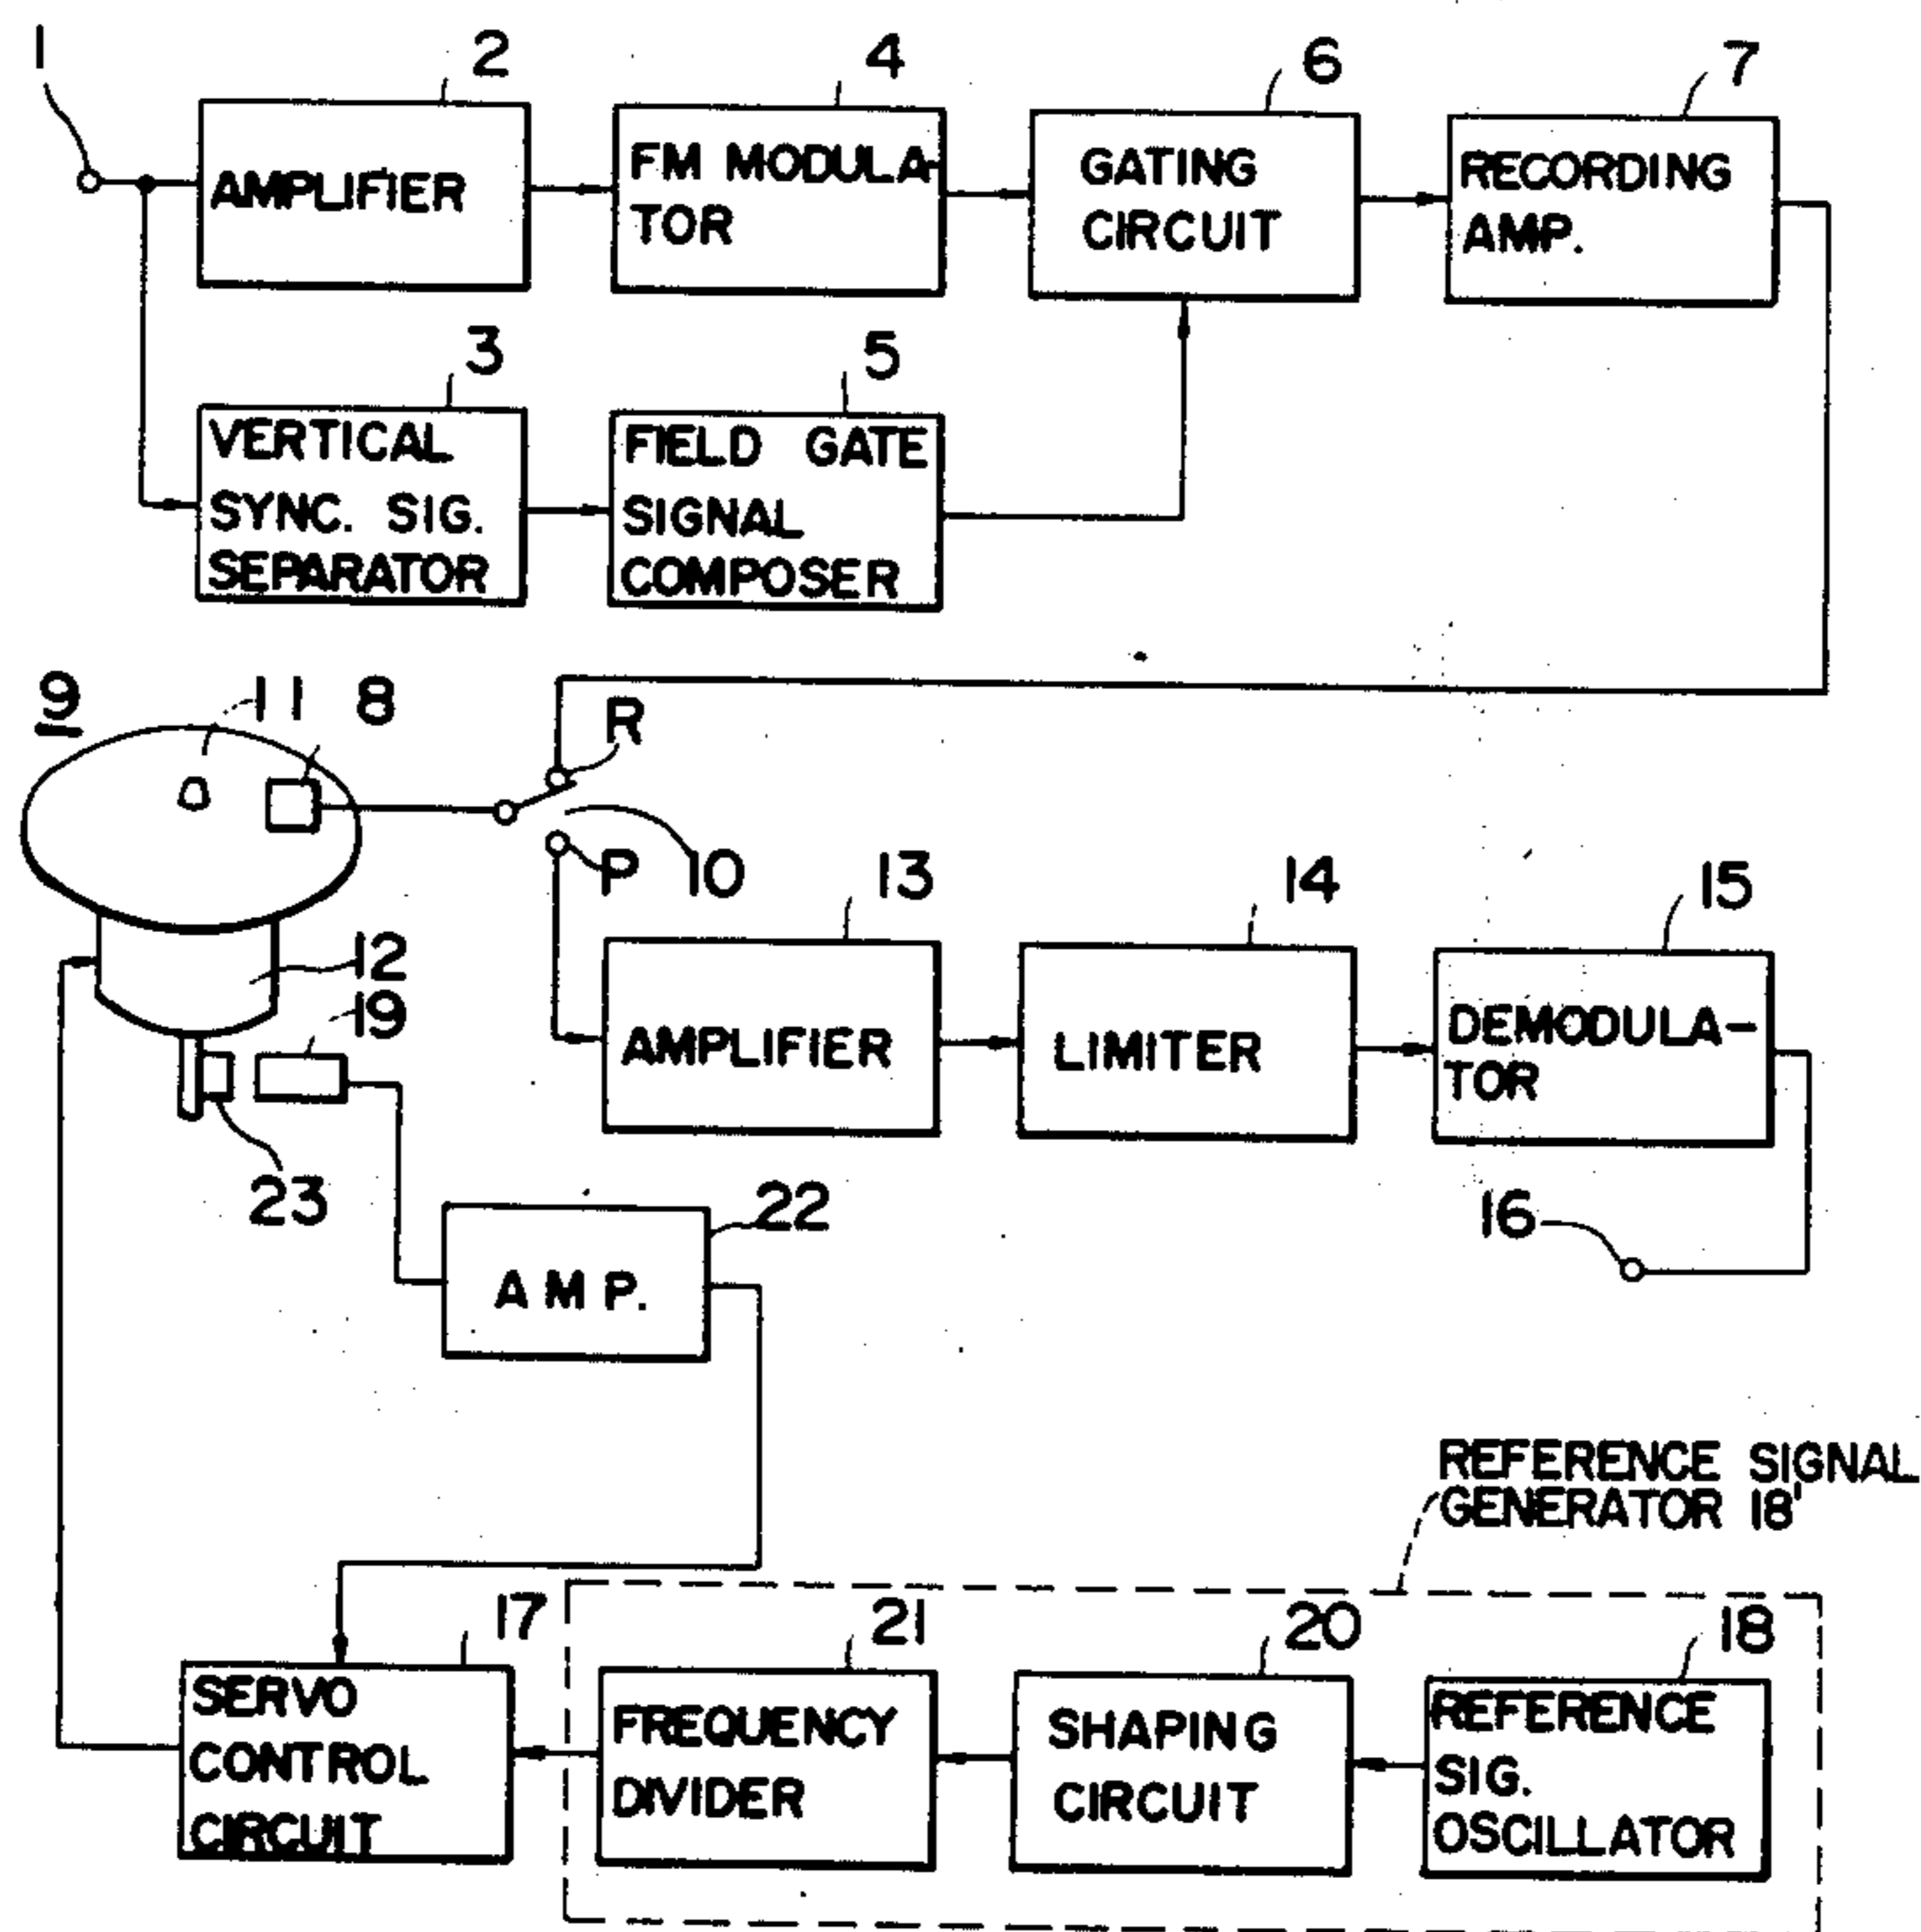 1
2
4
6
7
AMPLIFIER
FM MODULA-
TOR
GATING
CIRCUIT
RECORDING
AMP.
3
5
VERTICAL
SYNC. SIG.
SEPARATOR
FIELD GATE
SIGNAL
COMPOSER
9
11
8
R
P
10
12
19
23
13
14
15
AMPLIFIER
LIMITER
DEMODULA-
TOR
16
22
AMP.
REFERENCE SIGNAL
GENERATOR 18'
17
21
20
18
SERVO
CONTROL
CIRCUIT
FREQUENCY
DIVIDER
SHAPING
CIRCUIT
REFERENCE
SIG.
OSCILLATOR